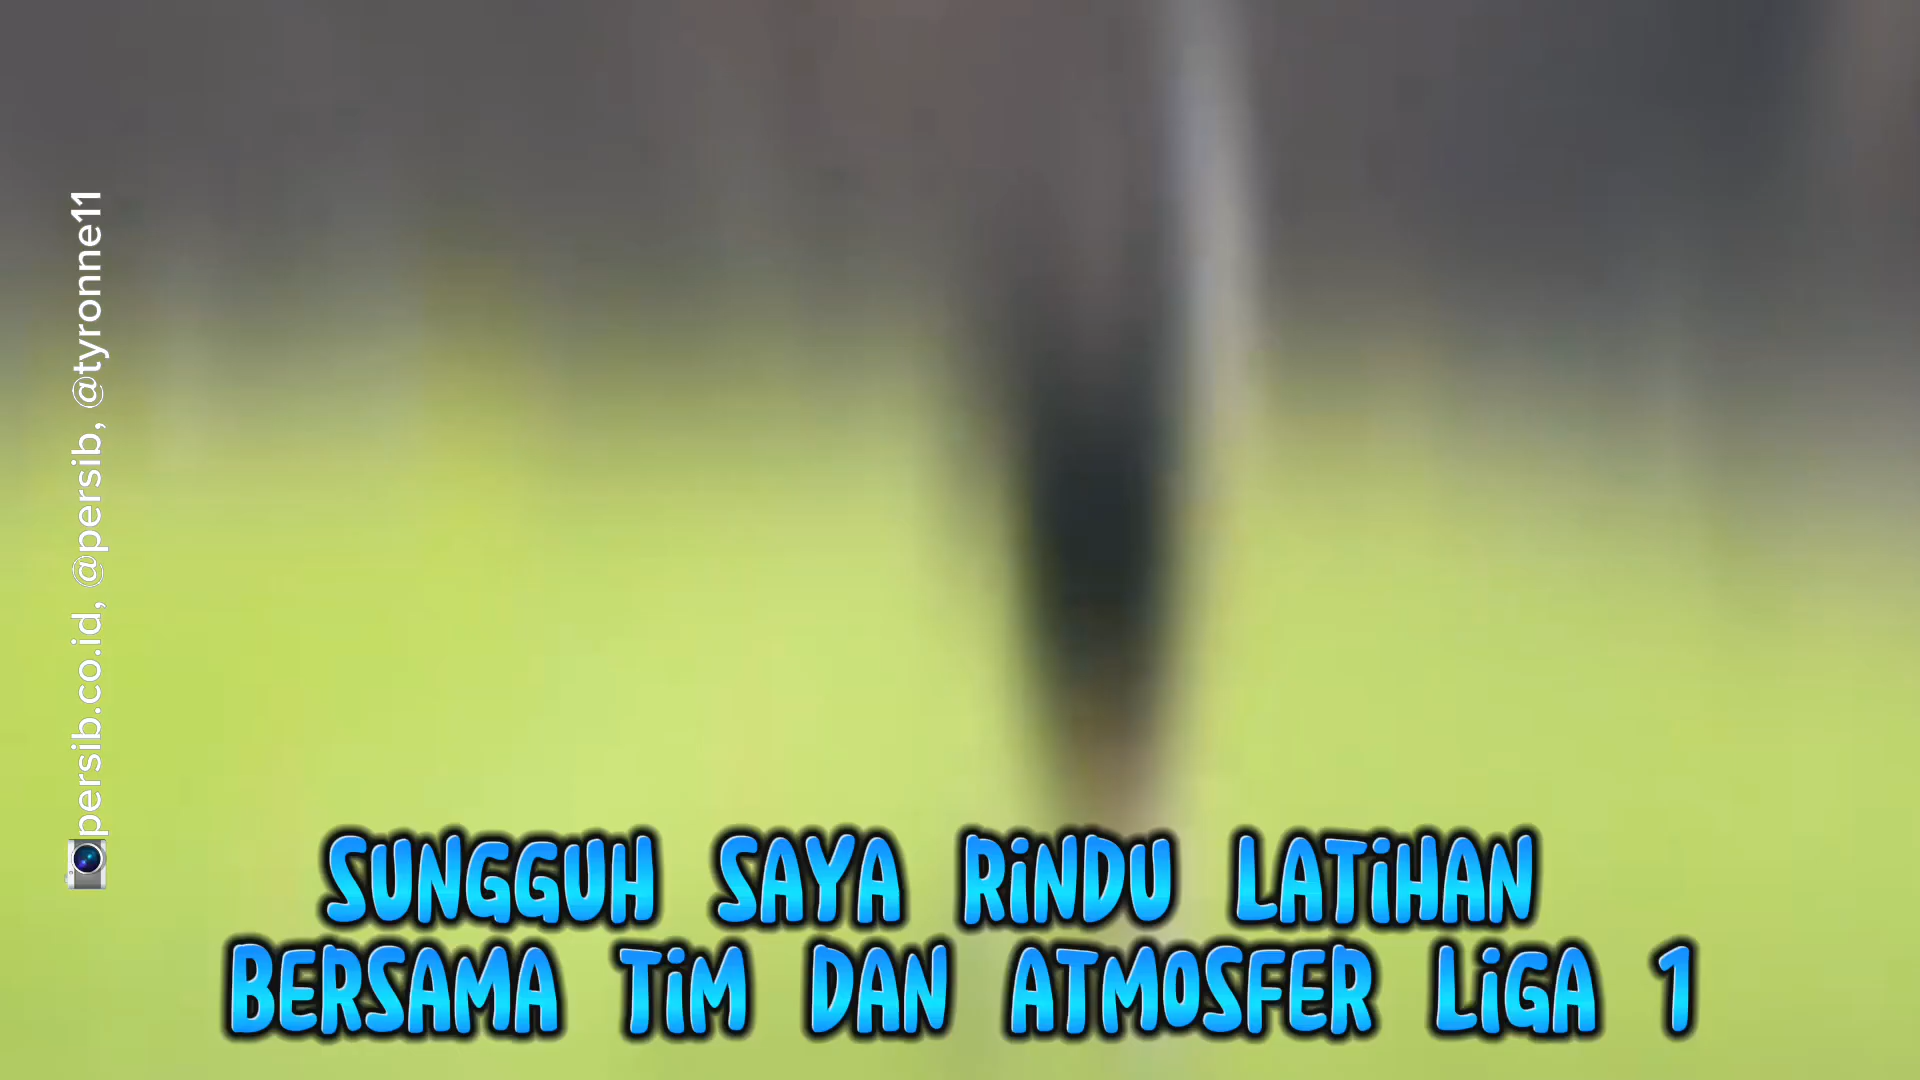 persib.co.id, @persib, @tyronne11
SUNGGUH SAYA RiNDU LATiHAN
BERSAMA TiM DAN ATMOSFER LiGA 1